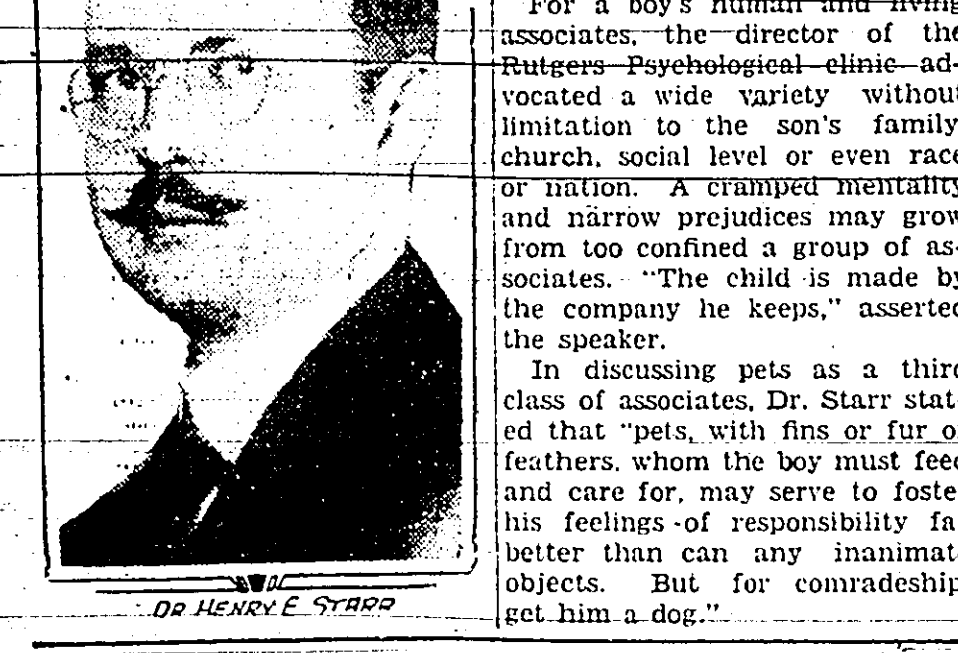 For a boy's human and living
associates, the director of the
Rutgers Psychological clinic ad-
vocated a wide variety without
limitation to the son's family
church, social level or even race
or nation. A cramped mentality
and narrow prejudices may grow
from too confined a group of as-
sociates. "The child is made by
the company he keeps," asserted
the speaker.
In discussing pets as a third
class of associates, Dr. Starr stat-
ed that "pets, with fins or fur or
feathers, whom the boy must feed
and care for, may serve to foster
his feelings of responsibility fa
better than can any inanimat
objects. But for comradeship
get him a dog."
DR HENRY E STARR